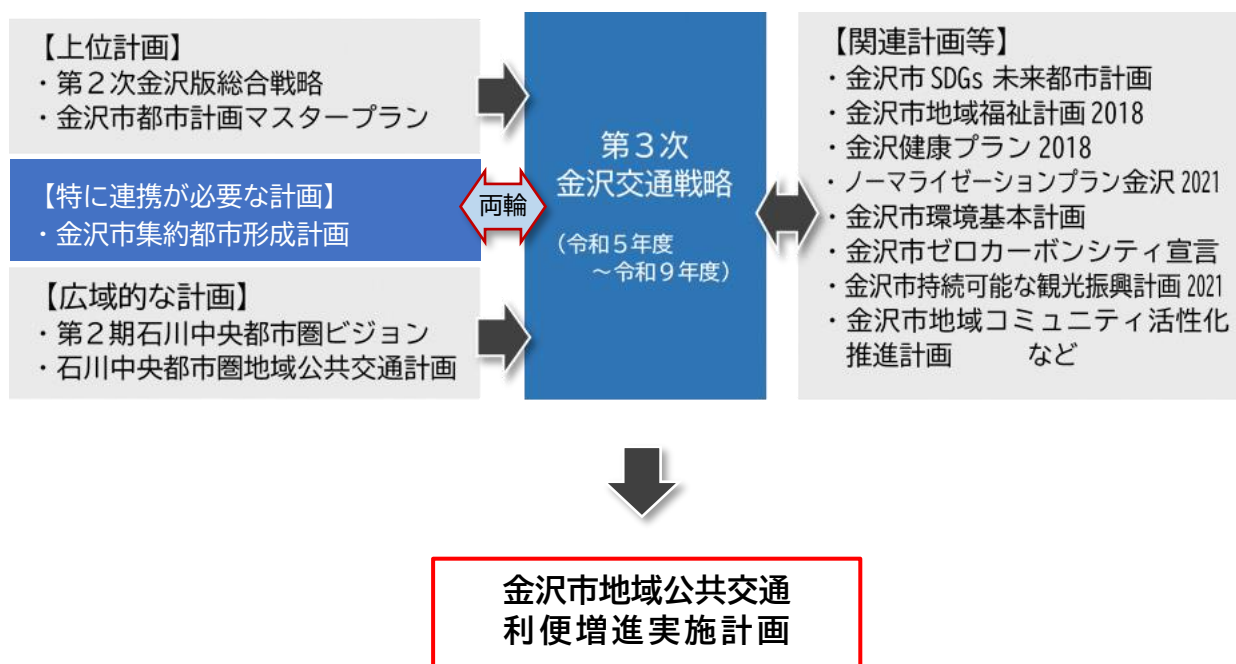 【上位計画】
・第２次金沢版総合戦略
・金沢市都市計画マスタープラン
【特に連携が必要な計画】
・金沢市集約都市形成計画
【広域的な計画】
・第２期石川中央都市圏ビジョン
・石川中央都市圏地域公共交通計画
両輪
第３次
金沢交通戦略
（令和５年度
～令和９年度）
【関連計画等】
・金沢市 SDGs 未来都市計画
・金沢市地域福祉計画 2018
・金沢健康プラン 2018
・ノーマライゼーションプラン金沢 2021
・金沢市環境基本計画
・金沢市ゼロカーボンシティ宣言
・金沢市持続可能な観光振興計画 2021
・金沢市地域コミュニティ活性化
推進計画　　など
金沢市地域公共交通
利便増進実施計画